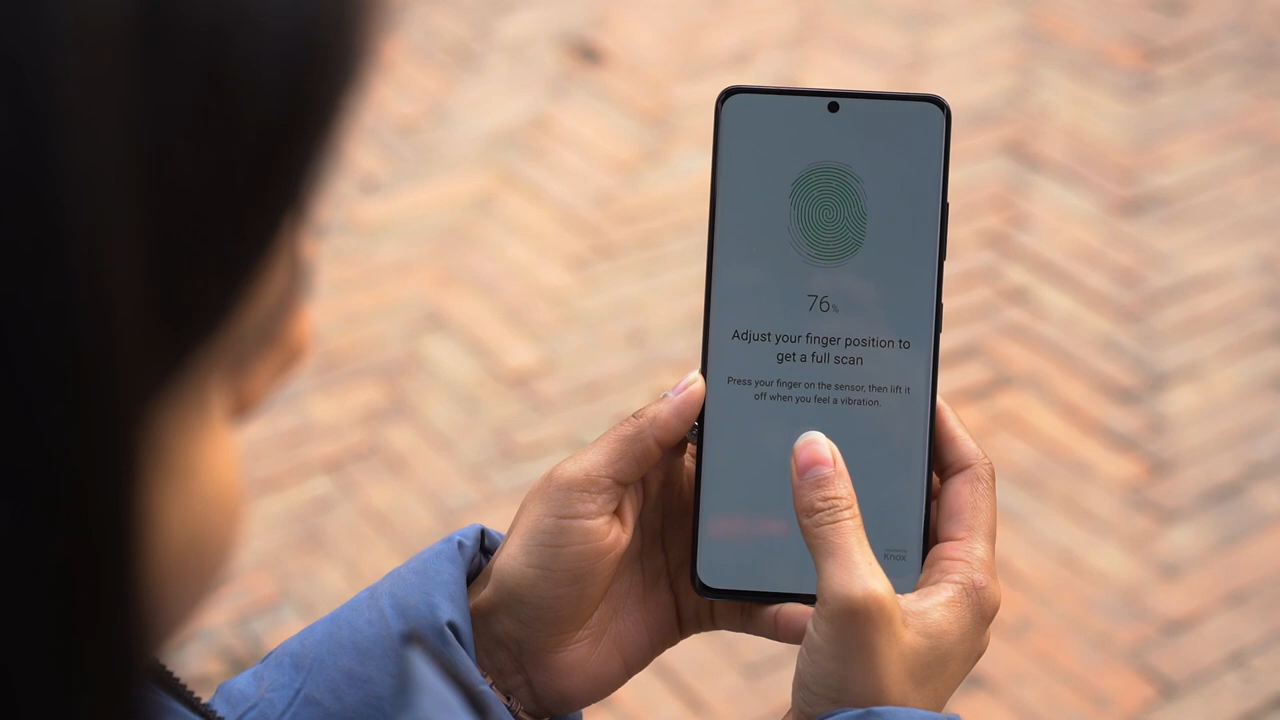 76%
Adjust your finger position to
get a full scan
Press your finger on the sensor, then lift it
off when you feel a vibration.
Knox